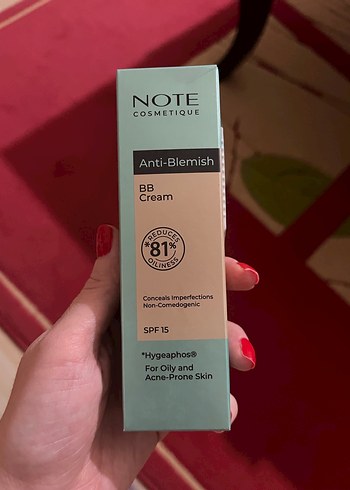 NOTE
COSMETIQUE
Anti-Blemish
BB
Cream
*REDUCES
81%
OILINESS
Conceals Imperfections
Non-Comedogenic
SPF 15
*Hygeaphos®
For Oily and
Acne-Prone Skin